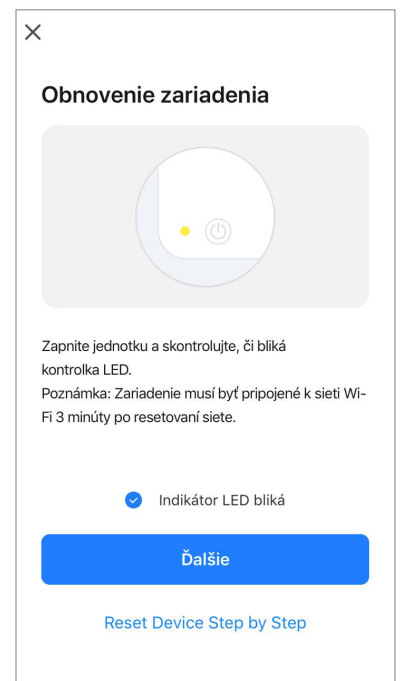 Obnovenie zariadenia
Zapnite jednotku a skontrolujte, či bliká
kontrolka LED.
Poznámka: Zariadenie musí byť pripojené k sieti Wi-
Fi 3 minúty po resetovaní siete.
Indikátor LED bliká
Ďalšie
Reset Device Step by Step